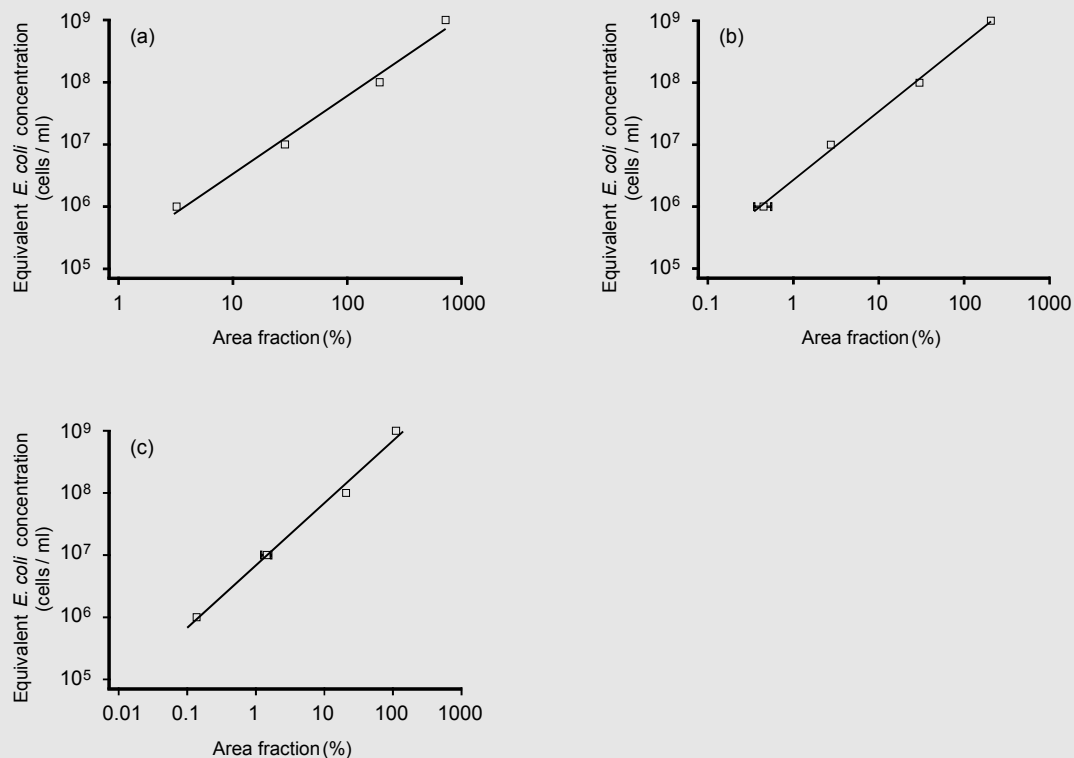 (a)
Equivalent E. coli concentration
(cells / ml)
10⁹
10⁸
10⁷
10⁶
10⁵
1 10 100 1000
Area fraction (%)
(b)
Equivalent E. coli concentration
(cells / ml)
10⁹
10⁸
10⁷
10⁶
10⁵
0.1 1 10 100 1000
Area fraction (%)
(c)
Equivalent E. coli concentration
(cells / ml)
10⁹
10⁸
10⁷
10⁶
10⁵
0.01 0.1 1 10 100 1000
Area fraction (%)